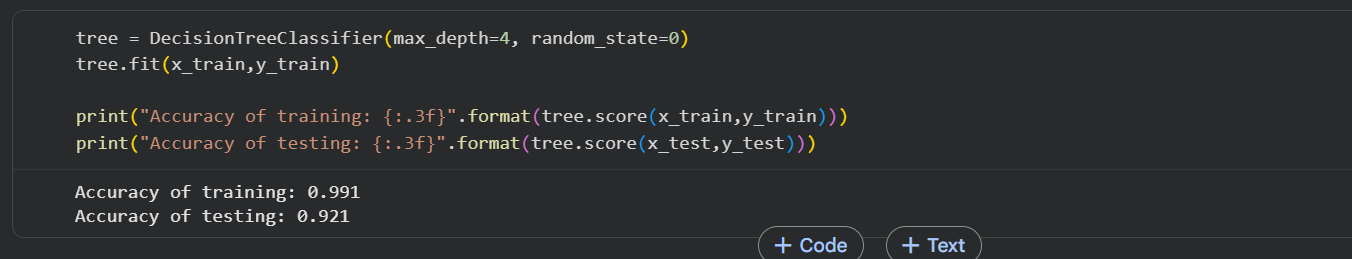 tree = DecisionTreeClassifier(max_depth=4, random_state=0)
tree.fit(x_train,y_train)
print("Accuracy of training: {:.3f}".format(tree.score(x_train,y_train)))
print("Accuracy of testing: {:.3f}".format(tree.score(x_test,y_test)))
Accuracy of training: 0.991
Accuracy of testing: 0.921
+ Code + Text